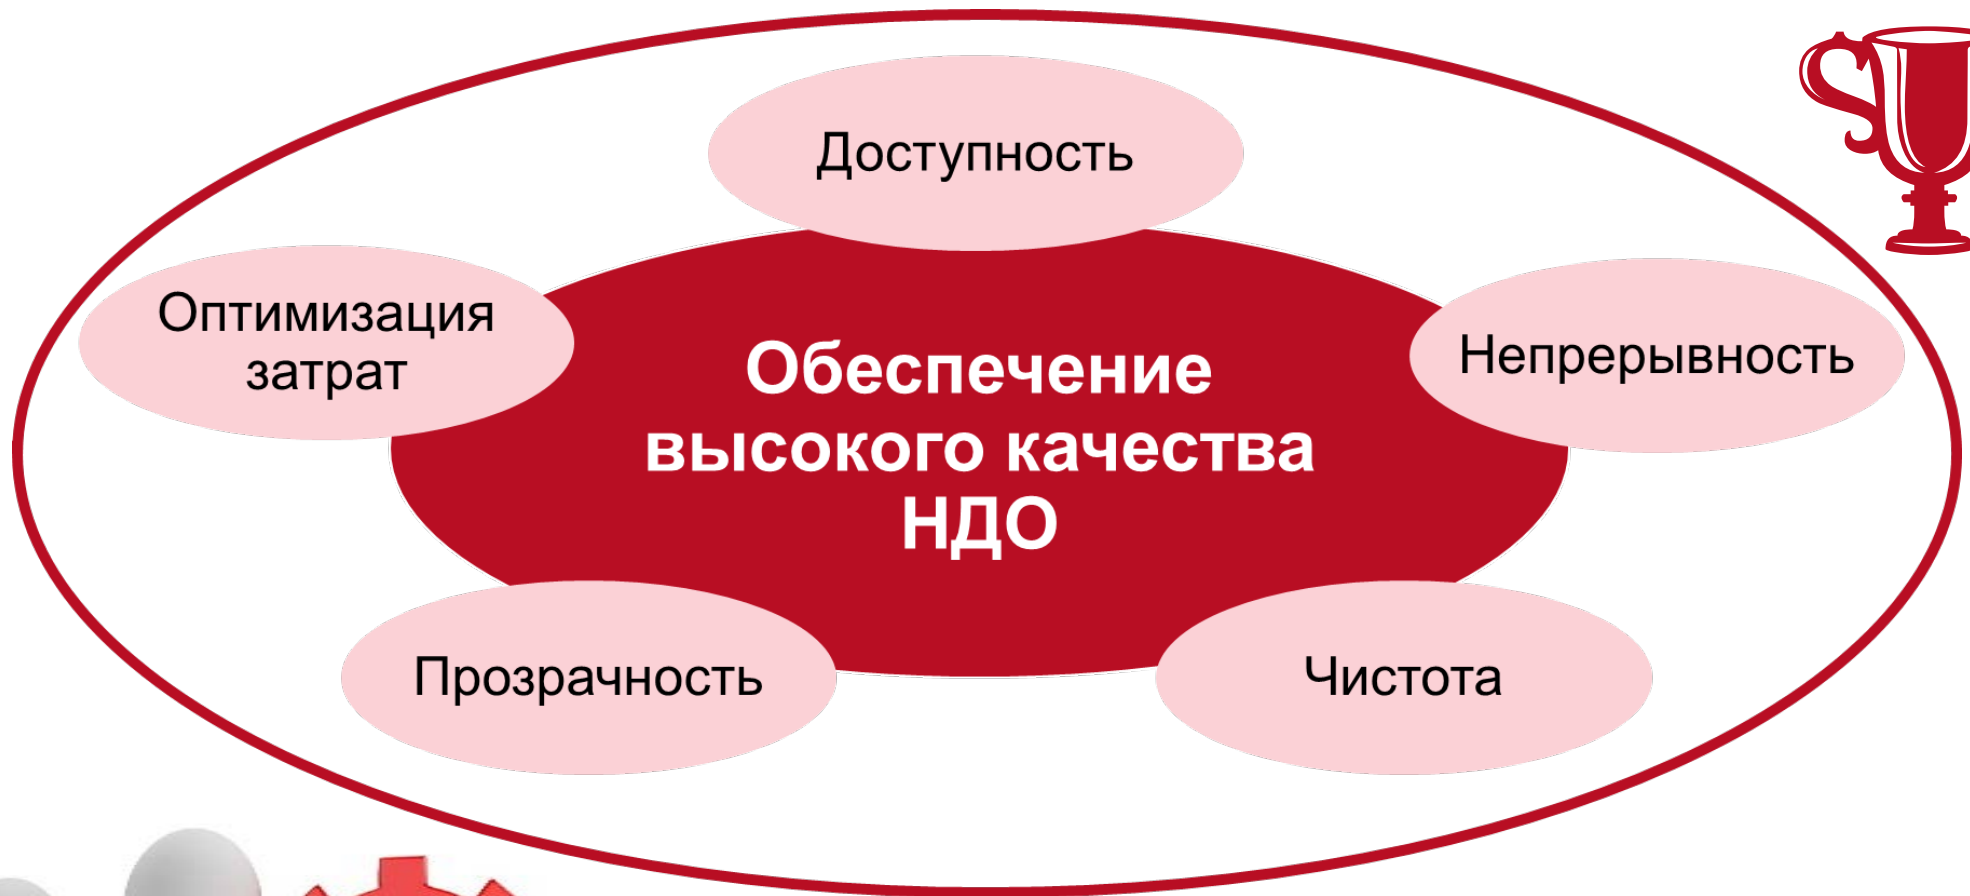 Доступность
Оптимизация
затрат
Непрерывность
Обеспечение
высокого качества
НДО
Прозрачность
Чистота